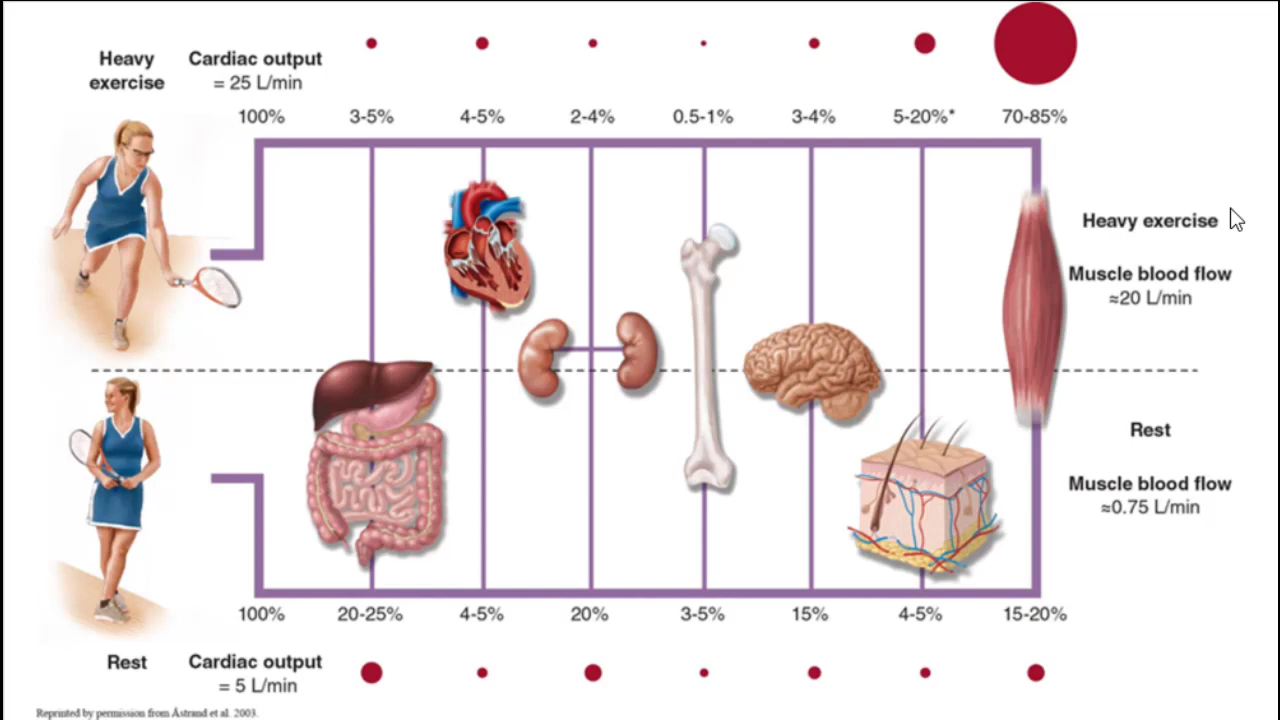 Heavy
exercise
Cardiac output
= 25 L/min
100% 3-5% 4-5% 2-4% 0.5-1% 3-4% 5-20%* 70-85%
Heavy exercise
Muscle blood flow
≈20 L/min
Rest
Muscle blood flow
≈0.75 L/min
100% 20-25% 4-5% 20% 3-5% 15% 4-5% 15-20%
Rest
Cardiac output
= 5 L/min
Reprinted by permission from Åstrand et al. 2003.